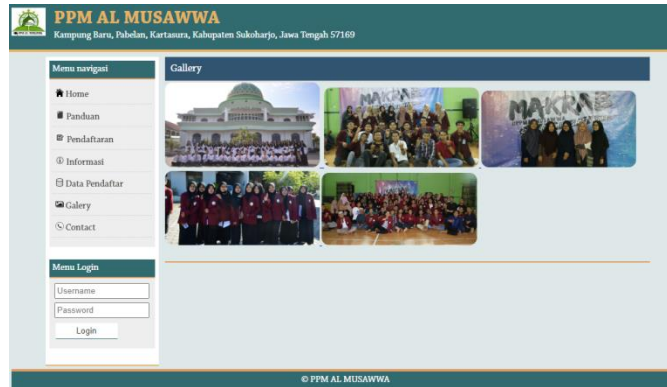 PPM AL MUSAWWA
Kampung Baru, Pabelan, Kartasura, Kabupaten Sukoharjo, Jawa Tengah 57169
Menu navigasi
Home
Panduan
Pendaftaran
Informasi
Data Pendaftar
Galery
Contact
Menu Login
Username
Password
Login
Gallery
MAKRAB
MAKRAB
© PPM AL MUSAWWA